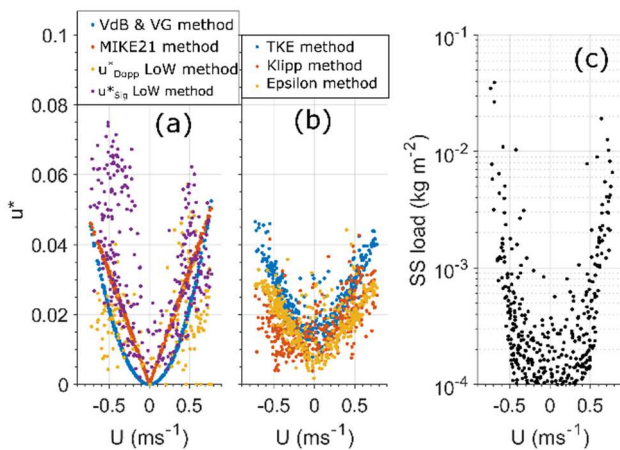 VdB & VG method
MIKE21 method
u*Dopp LoW method
u*Sig LoW method
TKE method
Klipp method
Epsilon method
(a)
(b)
(c)
0.1
0.08
0.06
0.04
0.02
0
u*
-0.5 0 0.5
U (ms-1)
-0.5 0 0.5
U (ms-1)
10-1
10-2
10-3
10-4
SS load (kg m-2)
-0.5 0 0.5
U (ms-1)